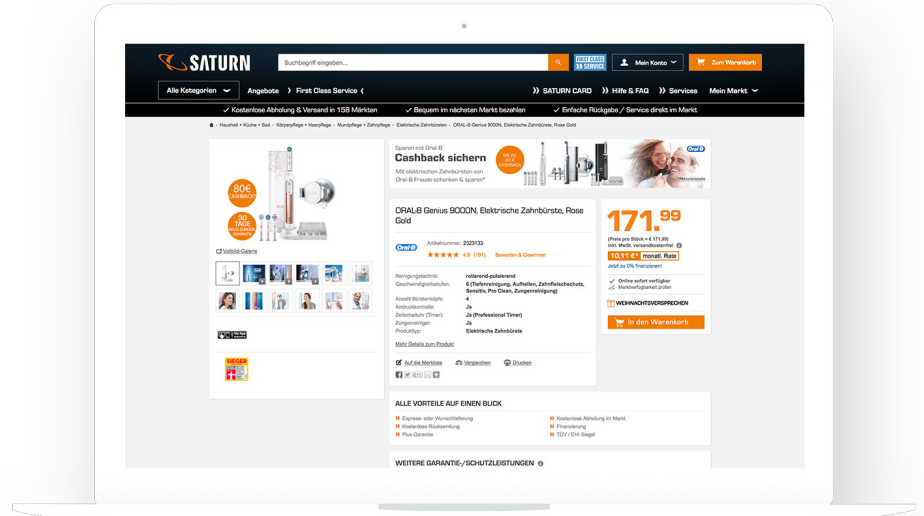 SATURN
Suchbegriff eingeben...
FIRST CLASS
SERVICE
Mein Konto
Zum Warenkorb
Alle Kategorien
Angebote
First Class Service
SATURN CARD
Hilfe & FAQ
Services
Mein Markt
Kostenlose Abholung & Versand in 158 Märkten
Bequem im nächsten Markt bezahlen
Einfache Rückgabe / Service direkt im Markt
Haushalt + Küche + Bad
Körperpflege + Haarpflege
Mundpflege + Zahnpflege
Elektrische Zahnbürsten
ORAL-B Genius 9000N, Elektrische Zahnbürste, Rose Gold
80€
CASHBACK*
90
TAGE
Vollbild-Galerie
SIEGER
Sparen mit Oral-B
Cashback sichern
Mit elektrischen Zahnbürsten von
Oral-B Freude schenken & sparen*
BIS ZU
80 €
CASHBACK
Oral-B
ORAL-B Genius 9000N, Elektrische Zahnbürste, Rose
Gold
Oral-B
Artikelnummer: 2323133
4.8 (191)
Bewerten & Gewinnen!
Reinigungstechnik: rotierend-pulsierend
Geschwindigkeitsstufen: 6 (Tiefenreinigung, Aufhellen, Zahnfleischschutz,
Sensitiv, Pro Clean, Zungenreinigung)
Anzahl Bürstenköpfe: 4
Andruckkontrolle: Ja
Zeitschaltuhr (Timer): Ja (Professional Timer)
Zungenreiniger: Ja
Produkttyp: Elektrische Zahnbürste
Mehr Details zum Produkt
Auf die Merkliste
Vergleichen
Drucken
171.99
(Preis pro Stück = € 171,99)
Inkl. MwSt. versandkostenfrei
10,11 €* monatl. Rate
Jetzt zu 0% finanzieren!
Online sofort verfügbar
Marktverfügbarkeit prüfen
WEIHNACHTSVERSPRECHEN
In den Warenkorb
ALLE VORTEILE AUF EINEN BLICK
Express- oder Wunschlieferung
Kostenlose Rücksendung
Plus Garantie
Kostenlose Abholung im Markt
Finanzierung
TÜV / EHI Siegel
WEITERE GARANTIE-/SCHUTZLEISTUNGEN